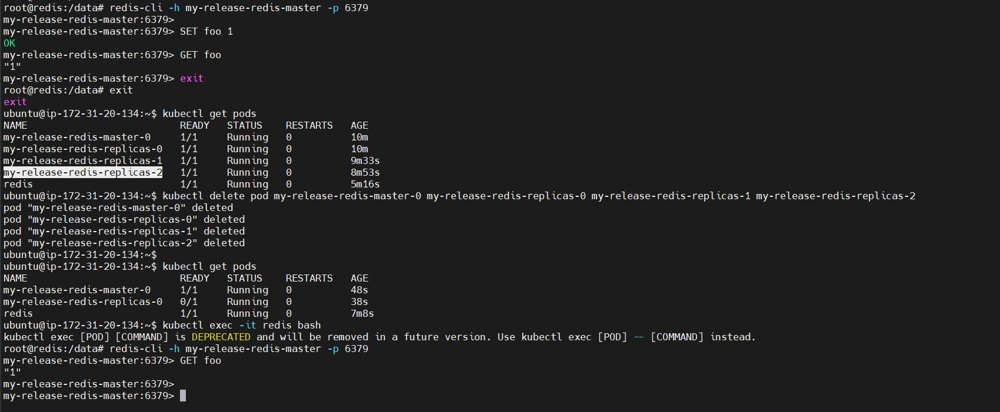 root@redis:/data# redis-cli -h my-release-redis-master -p 6379
my-release-redis-master:6379>
my-release-redis-master:6379> SET foo 1
OK
my-release-redis-master:6379> GET foo
"1"
my-release-redis-master:6379> exit
root@redis:/data# exit
exit
ubuntu@ip-172-31-20-134:~$ kubectl get pods
NAME                          READY   STATUS    RESTARTS   AGE
my-release-redis-master-0     1/1     Running   0          10m
my-release-redis-replicas-0   1/1     Running   0          10m
my-release-redis-replicas-1   1/1     Running   0          9m33s
my-release-redis-replicas-2   1/1     Running   0          8m53s
redis                         1/1     Running   0          5m16s
ubuntu@ip-172-31-20-134:~$ kubectl delete pod my-release-redis-master-0 my-release-redis-replicas-0 my-release-redis-replicas-1 my-release-redis-replicas-2
pod "my-release-redis-master-0" deleted
pod "my-release-redis-replicas-0" deleted
pod "my-release-redis-replicas-1" deleted
pod "my-release-redis-replicas-2" deleted
ubuntu@ip-172-31-20-134:~$
ubuntu@ip-172-31-20-134:~$ kubectl get pods
NAME                          READY   STATUS    RESTARTS   AGE
my-release-redis-master-0     1/1     Running   0          48s
my-release-redis-replicas-0   0/1     Running   0          38s
redis                         1/1     Running   0          7m8s
ubuntu@ip-172-31-20-134:~$ kubectl exec -it redis bash
kubectl exec [POD] [COMMAND] is DEPRECATED and will be removed in a future version. Use kubectl exec [POD] -- [COMMAND] instead.
root@redis:/data# redis-cli -h my-release-redis-master -p 6379
my-release-redis-master:6379> GET foo
"1"
my-release-redis-master:6379>
my-release-redis-master:6379>